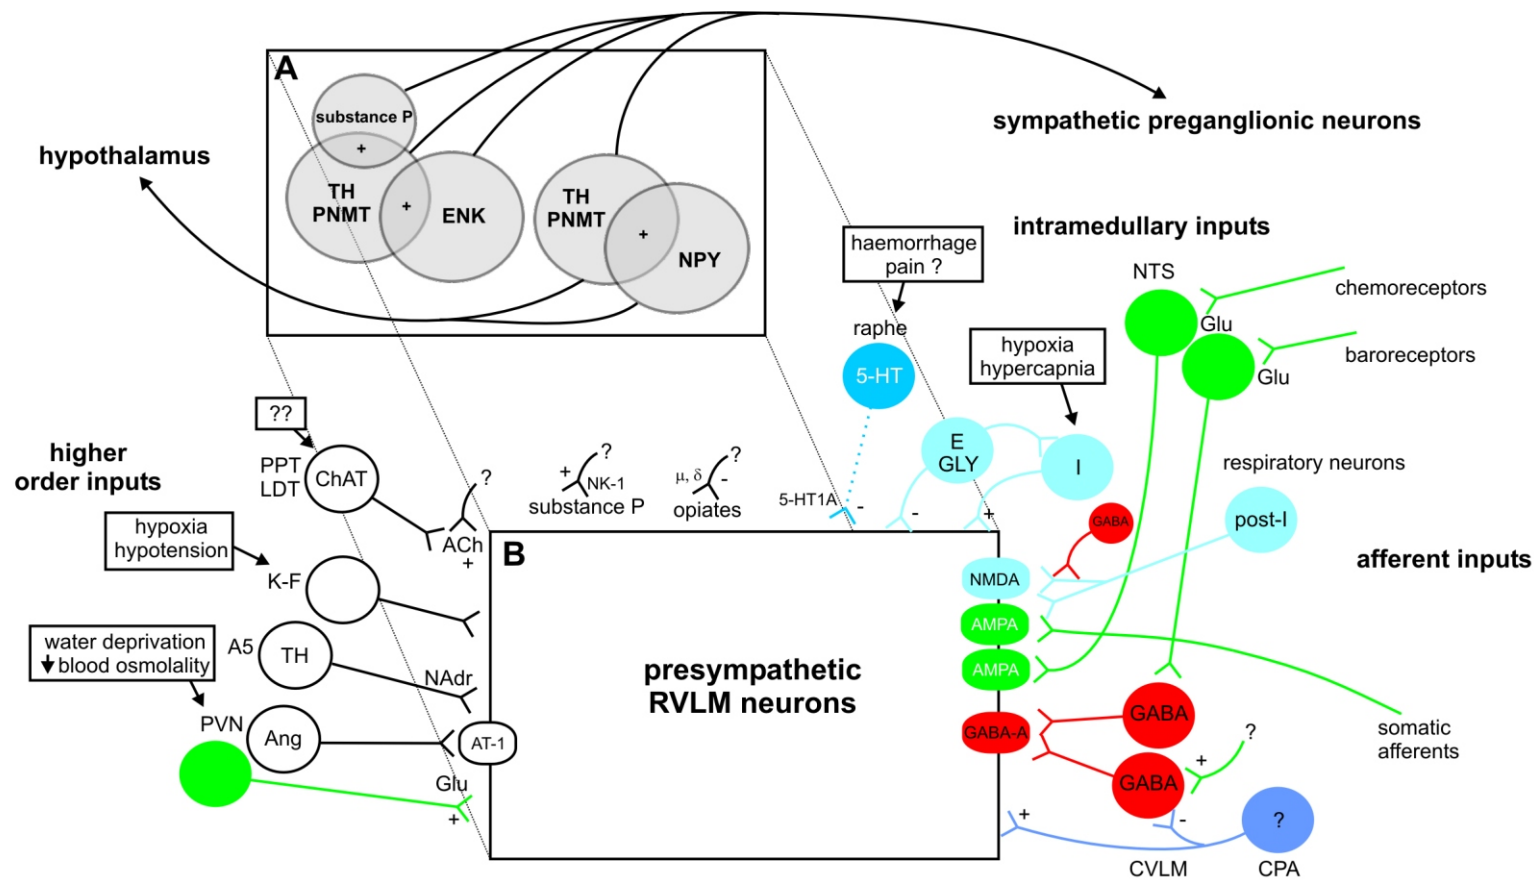 A
substance P
+
TH
PNMT
+
ENK
TH
PNMT
+
NPY
hypothalamus
sympathetic preganglionic neurons
haemorrhage
pain ?
raphe
5-HT
5-HT1A
-
intramedullary inputs
NTS
Glu
Glu
chemoreceptors
baroreceptors
hypoxia
hypercapnia
E
GLY
I
-
+
respiratory neurons
post-I
GABA
afferent inputs
higher
order inputs
??
PPT
LDT
ChAT
?
ACh
+
?
+
NK-1
substance P
?
μ, δ
-
opiates
hypoxia
hypotension
K-F
water deprivation
blood osmolality
A5
TH
NAdr
PVN
Ang
AT-1
Glu
+
B
presympathetic
RVLM neurons
NMDA
AMPA
AMPA
GABA-A
GABA
GABA
?
+
somatic
afferents
+
-
?
CVLM
CPA